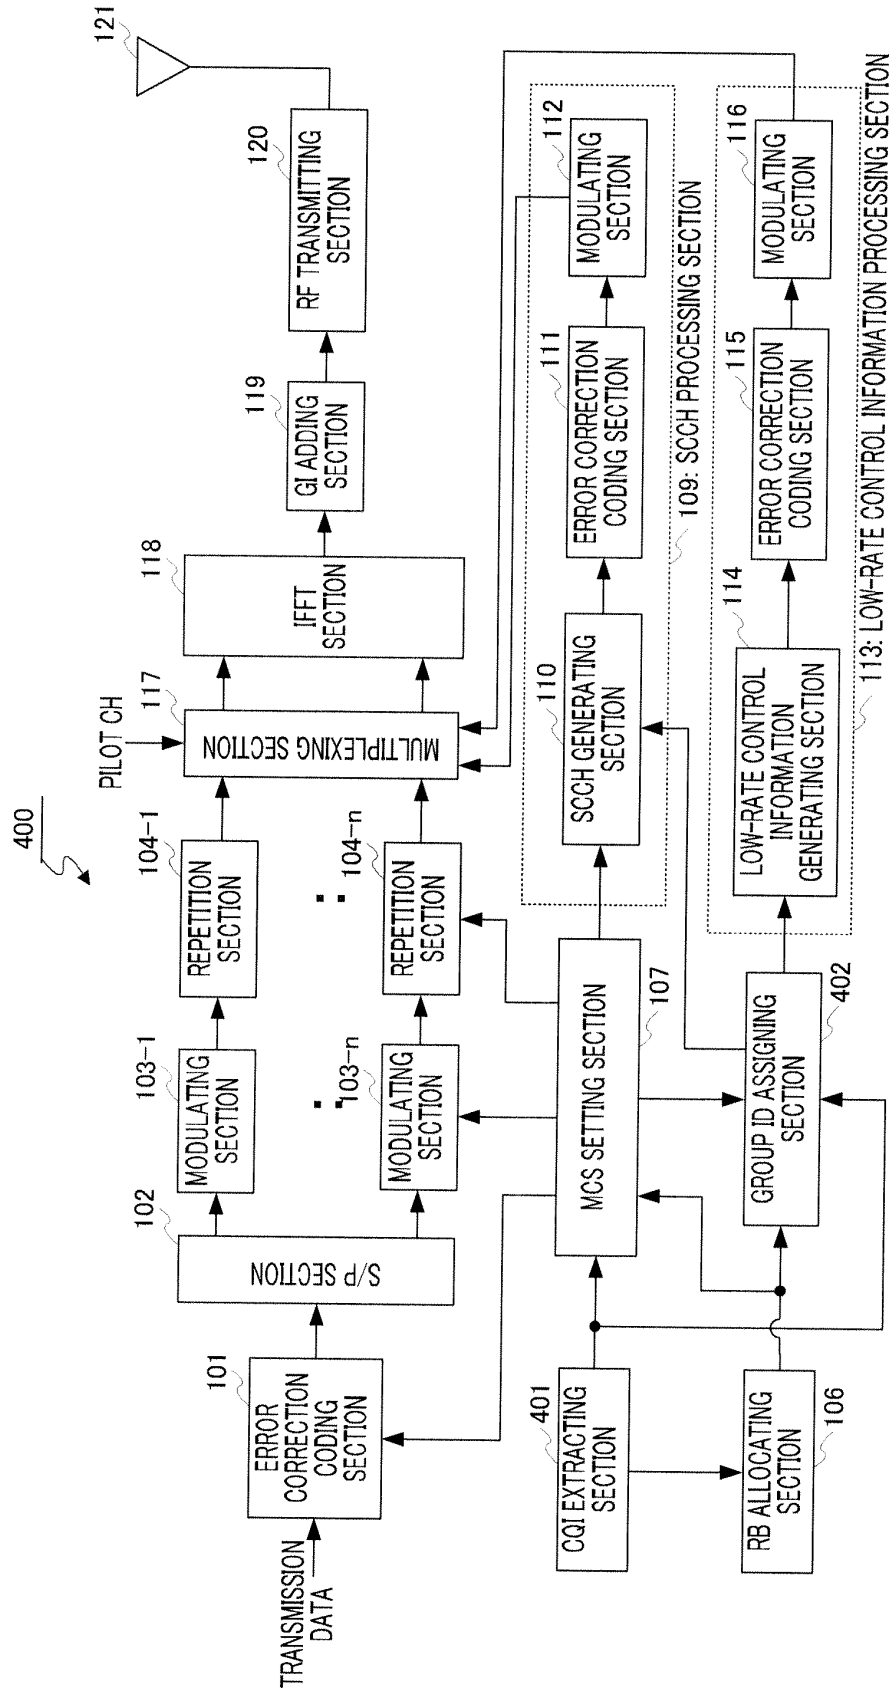 400
TRANSMISSION
DATA
101
ERROR
CORRECTION
CODING
SECTION
102
S/P SECTION
103-1
MODULATING
SECTION
104-1
REPETITION
SECTION
103-n
MODULATING
SECTION
104-n
REPETITION
SECTION
PILOT CH
117
MULTIPLEXING SECTION
118
IFFT
SECTION
119
GI ADDING
SECTION
120
RF TRANSMITTING
SECTION
121
401
CQI EXTRACTING
SECTION
107
MCS SETTING SECTION
110
SCCH GENERATING
SECTION
111
ERROR CORRECTION
CODING SECTION
112
MODULATING
SECTION
109: SCCH PROCESSING SECTION
106
RB ALLOCATING
SECTION
402
GROUP ID ASSIGNING
SECTION
114
LOW-RATE CONTROL
INFORMATION
GENERATING SECTION
115
ERROR CORRECTION
CODING SECTION
116
MODULATING
SECTION
113: LOW-RATE CONTROL INFORMATION PROCESSING SECTION